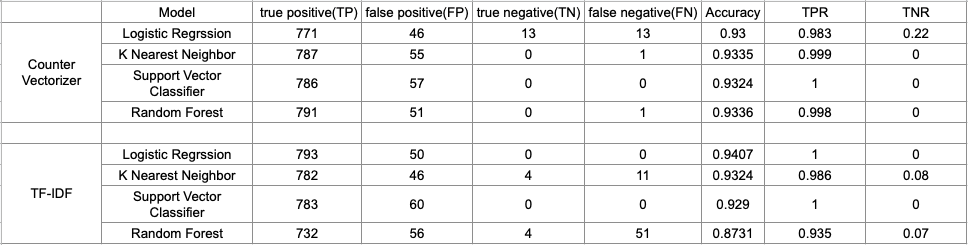 Model true positive(TP) false positive(FP) true negative(TN) false negative(FN) Accuracy TPR TNR
Counter Vectorizer
Logistic Regrssion 771 46 13 13 0.93 0.983 0.22
K Nearest Neighbor 787 55 0 1 0.9335 0.999 0
Support Vector Classifier 786 57 0 0 0.9324 1 0
Random Forest 791 51 0 1 0.9336 0.998 0
TF-IDF
Logistic Regrssion 793 50 0 0 0.9407 1 0
K Nearest Neighbor 782 46 4 11 0.9324 0.986 0.08
Support Vector Classifier 783 60 0 0 0.929 1 0
Random Forest 732 56 4 51 0.8731 0.935 0.07